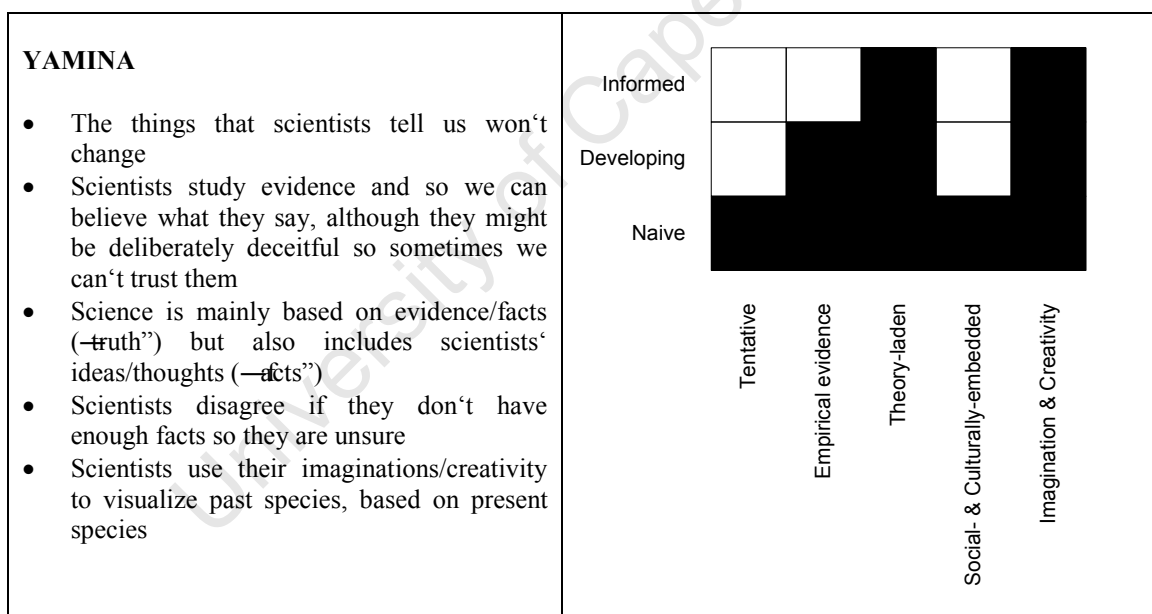 YAMINA
• The things that scientists tell us won‘t
change
• Scientists study evidence and so we can
believe what they say, although they might
be deliberately deceitful so sometimes we
can‘t trust them
• Science is mainly based on evidence/facts
(―truth”) but also includes scientists‘
ideas/thoughts (―facts”)
• Scientists disagree if they don‘t have
enough facts so they are unsure
• Scientists use their imaginations/creativity
to visualize past species, based on present
species
Informed
Developing
Naive
Tentative
Empirical evidence
Theory-laden
Social- & Culturally-embedded
Imagination & Creativity
University of Cape